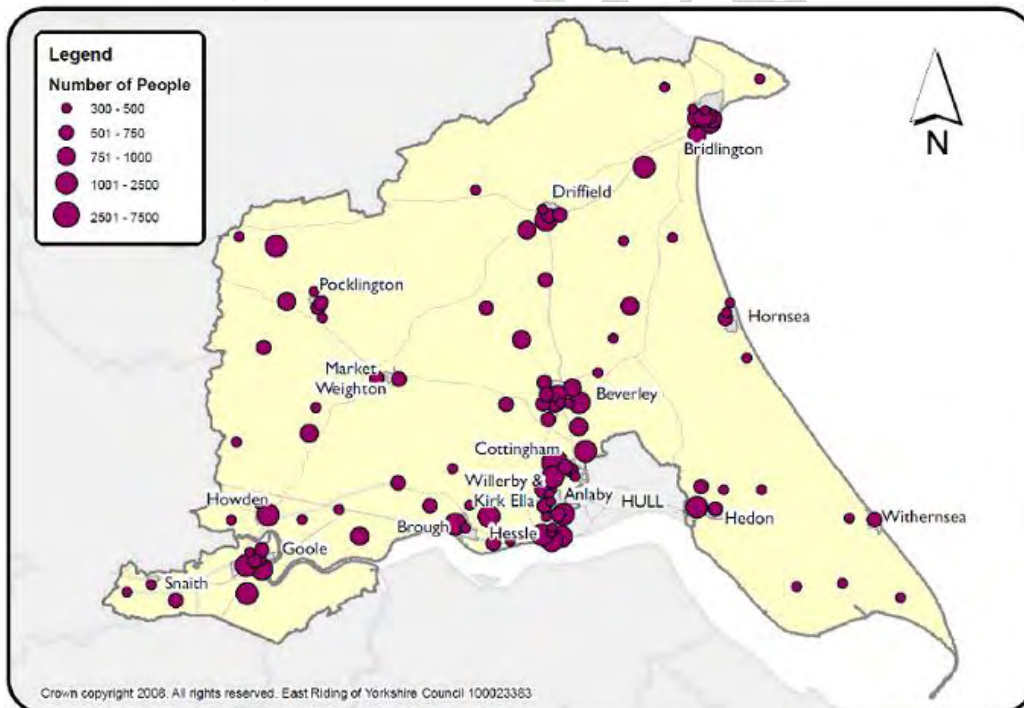 Legend
Number of People
300 - 500
501 - 750
751 - 1000
1001 - 2500
2501 - 7500
N
Bridlington
Driffield
Pocklington
Hornsea
Market
Weighton
Beverley
Cottingham
Willerby &
Kirk Ella
Anlaby
HULL
Howden
Brough
Hessle
Hedon
Withernsea
Goole
Snaith
Crown copyright 2008. All rights reserved. East Riding of Yorkshire Council 100023383